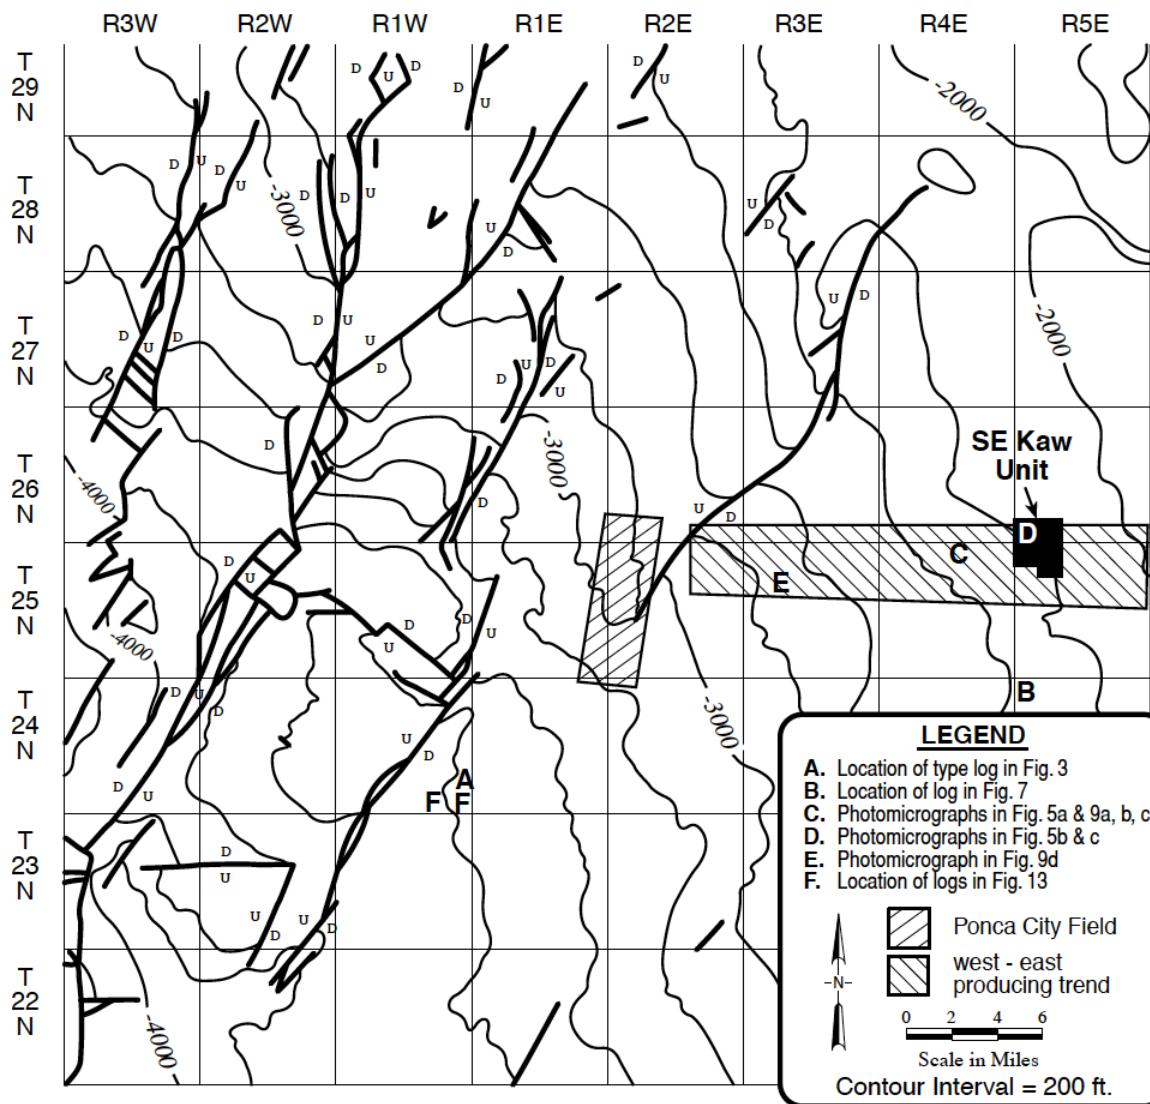 R3W R2W R1W R1E R2E R3E R4E R5E
T
29
N
D U D
D
U
D
U
-2000
T
28
N
D U D
U
-3000
D D U
U
D
U
D
T
27
N
D
U
D
D U
U
D
U D
D
U
U D
-2000
T
26
N
-4000
D
D
-3000
U
D
SE Kaw
Unit
D
T
25
N
D
U
-4000
D
U
D
U
C
E
T
24
N
D
U
D
U
D
-3000
B
D
U
A
F F
T
23
N
D
U
U
D
U
D
T
22
N
-4000
LEGEND
A. Location of type log in Fig. 3
B. Location of log in Fig. 7
C. Photomicrographs in Fig. 5a & 9a, b, c
D. Photomicrographs in Fig. 5b & c
E. Photomicrograph in Fig. 9d
F. Location of logs in Fig. 13
Ponca City Field
west - east
producing trend
-N-
0 2 4 6
Scale in Miles
Contour Interval = 200 ft.